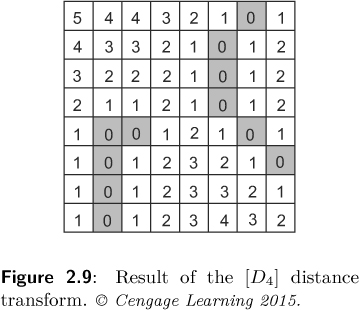 5 4 4 3 2 1 0 1
4 3 3 2 1 0 1 2
3 2 2 2 1 0 1 2
2 1 1 2 1 0 1 2
1 0 0 1 2 1 0 1
1 0 1 2 3 2 1 0
1 0 1 2 3 3 2 1
1 0 1 2 3 4 3 2
Figure 2.9: Result of the [D₄] distance
transform. © Cengage Learning 2015.